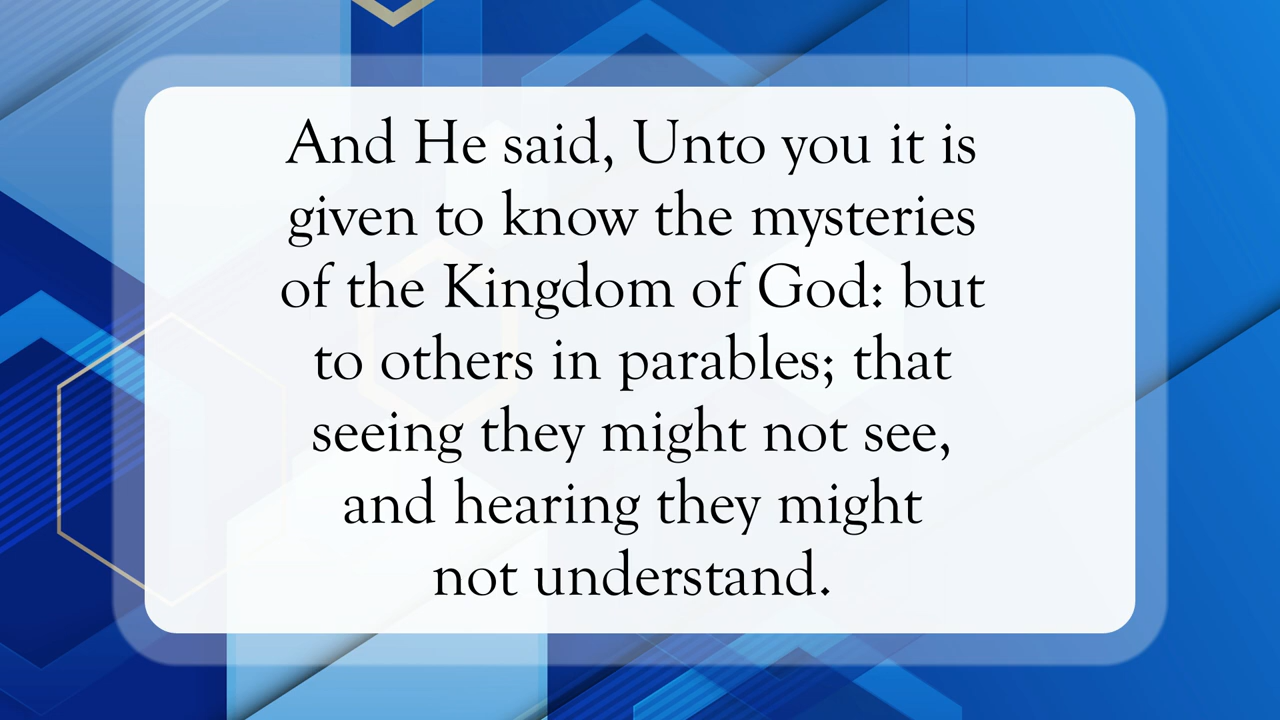 And He said, Unto you it is
given to know the mysteries
of the Kingdom of God: but
to others in parables; that
seeing they might not see,
and hearing they might
not understand.